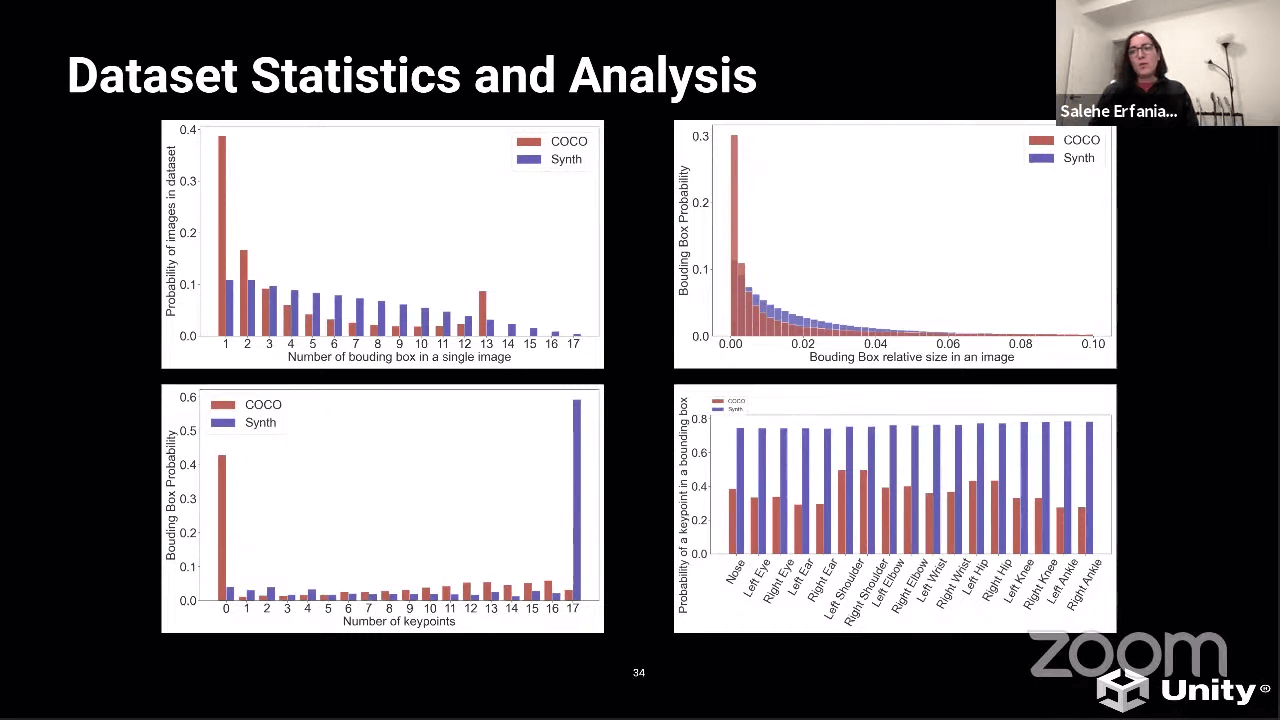 Dataset Statistics and Analysis
Salehe Erfania...
Probability of images in dataset
0.4
0.3
0.2
0.1
0.0
COCO
Synth
1 2 3 4 5 6 7 8 9 10 11 12 13 14 15 16 17
Number of bouding box in a single image
Bouding Box Probability
0.3
0.2
0.1
0.0
COCO
Synth
0.00 0.02 0.04 0.06 0.08 0.10
Bouding Box relative size in an image
Bouding Box Probability
0.6
0.5
0.4
0.3
0.2
0.1
0.0
COCO
Synth
0 1 2 3 4 5 6 7 8 9 10 11 12 13 14 15 16 17
Number of keypoints
Probability of a keypoint in a bounding box
COCO
Synth
0.8
0.6
0.4
0.2
0.0
Nose
Left Eye
Right Eye
Left Ear
Right Ear
Left Shoulder
Right Shoulder
Left Elbow
Right Elbow
Left Wrist
Right Wrist
Left Hip
Right Hip
Left Knee
Right Knee
Left Ankle
Right Ankle
34
zoom
Unity®